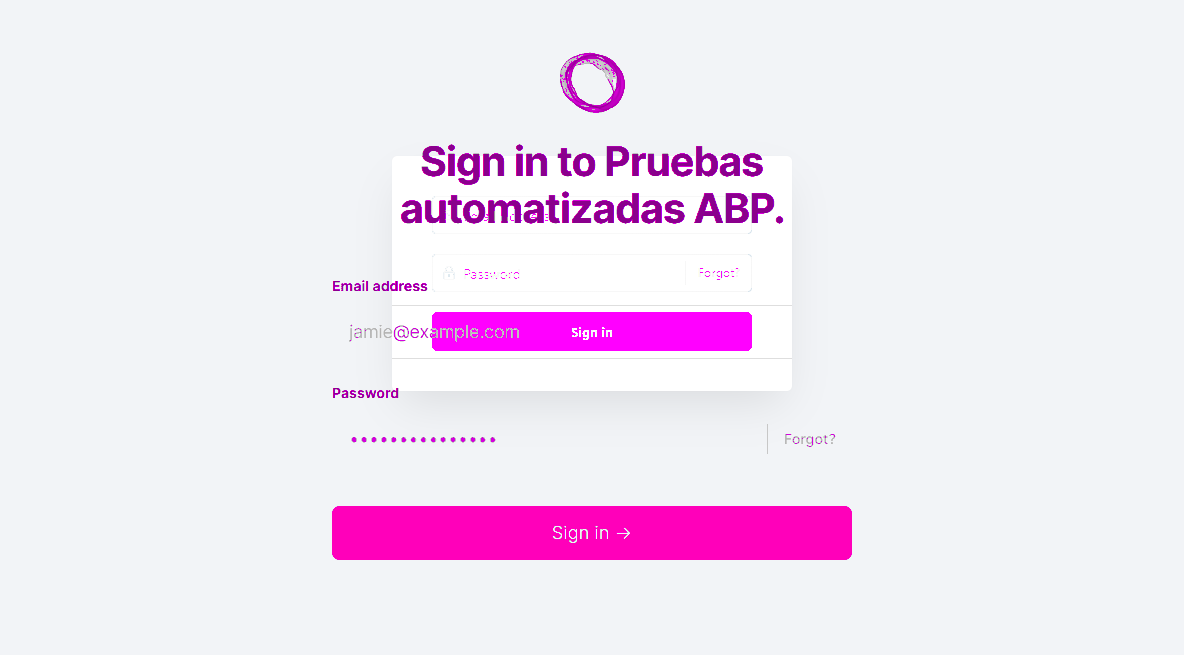 Sign in to Pruebas
automatizadas ABP.
Password Forgot?
Email address
jamie@example.com Sign in
Password
Forgot?
Sign in →